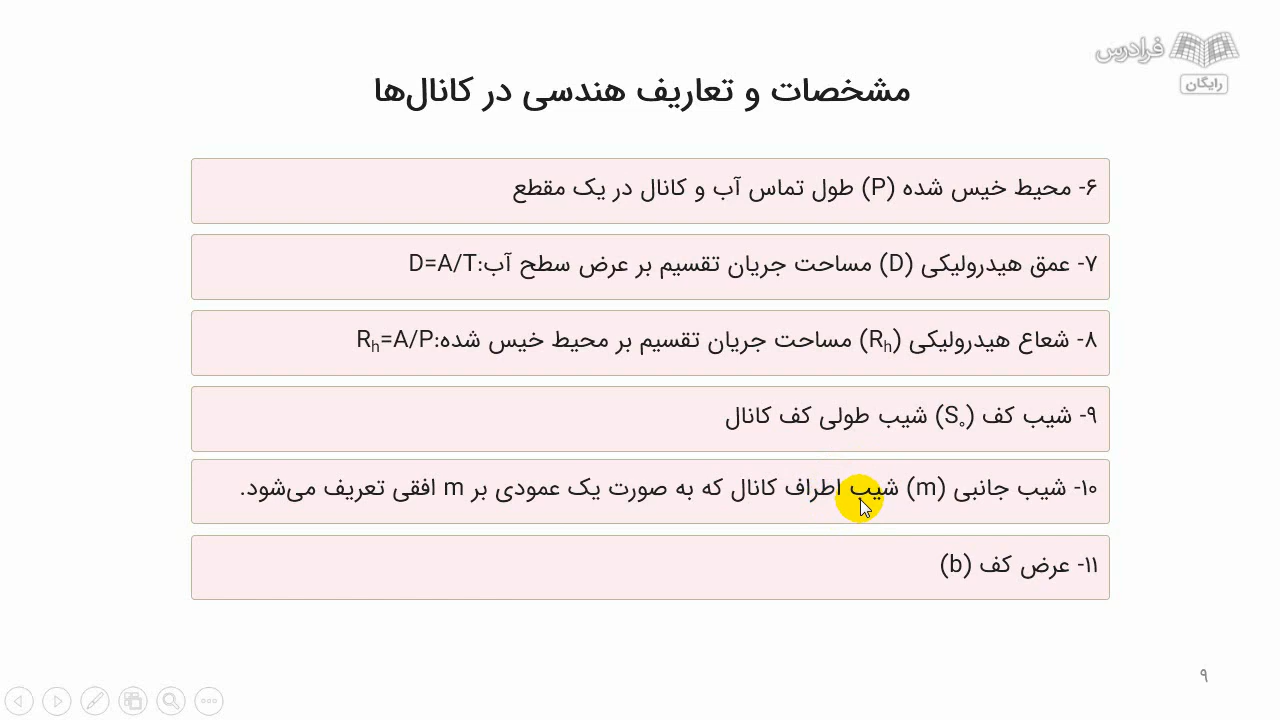 فرادرس
رایگان
مشخصات و تعاریف هندسی در کانال‌ها
۶- محیط خیس شده (P) طول تماس آب و کانال در یک مقطع
۷- عمق هیدرولیکی (D) مساحت جریان تقسیم بر عرض سطح آب:D=A/T
۸- شعاع هیدرولیکی (Rh) مساحت جریان تقسیم بر محیط خیس شده:Rh=A/P
۹- شیب کف (S۰) شیب طولی کف کانال
۱۰- شیب جانبی (m) شیب اطراف کانال که به صورت یک عمودی بر m افقی تعریف می‌شود.
۱۱- عرض کف (b)
۹